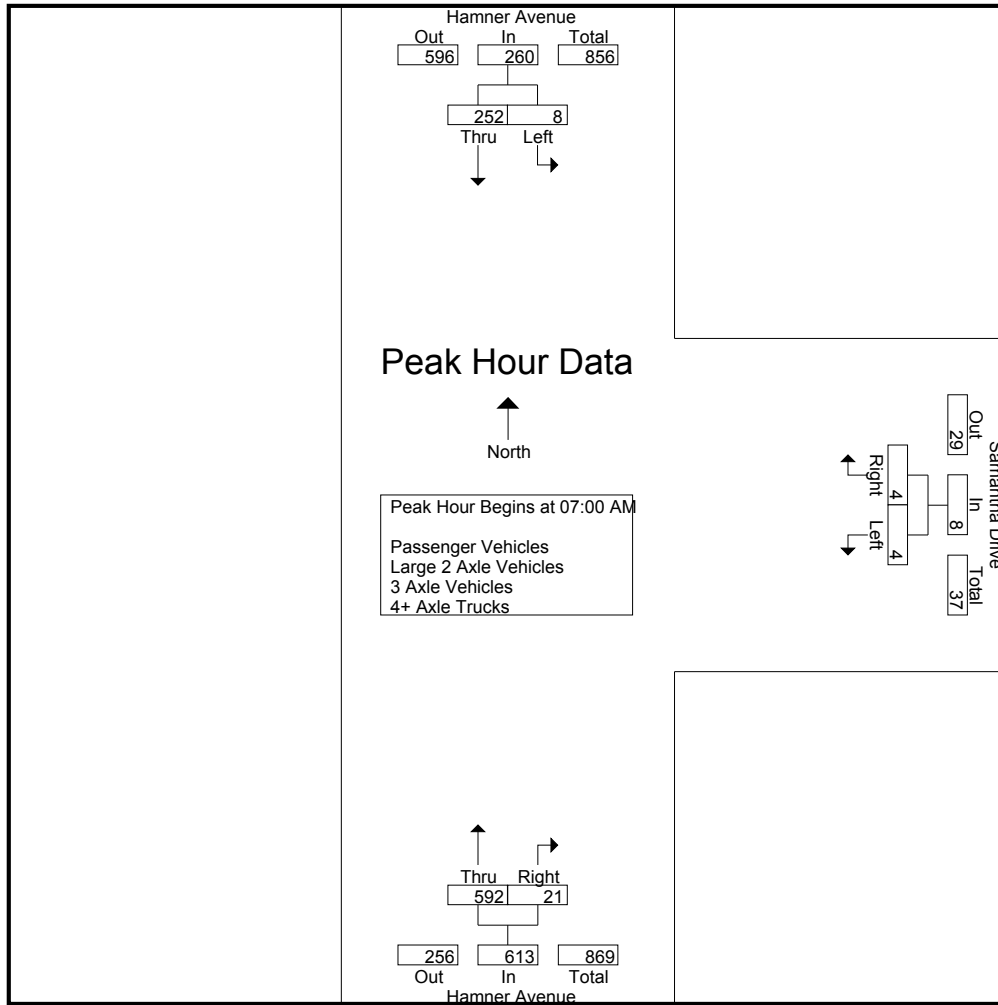 Hamner Avenue
Out In Total
596 260 856
252 8
Thru Left
Peak Hour Data
North
Peak Hour Begins at 07:00 AM
Passenger Vehicles
Large 2 Axle Vehicles
3 Axle Vehicles
4+ Axle Trucks
Samantha Drive
Out In Total
29 8 37
4 4
Right Left
Thru Right
592 21
256 613 869
Out In Total
Hamner Avenue